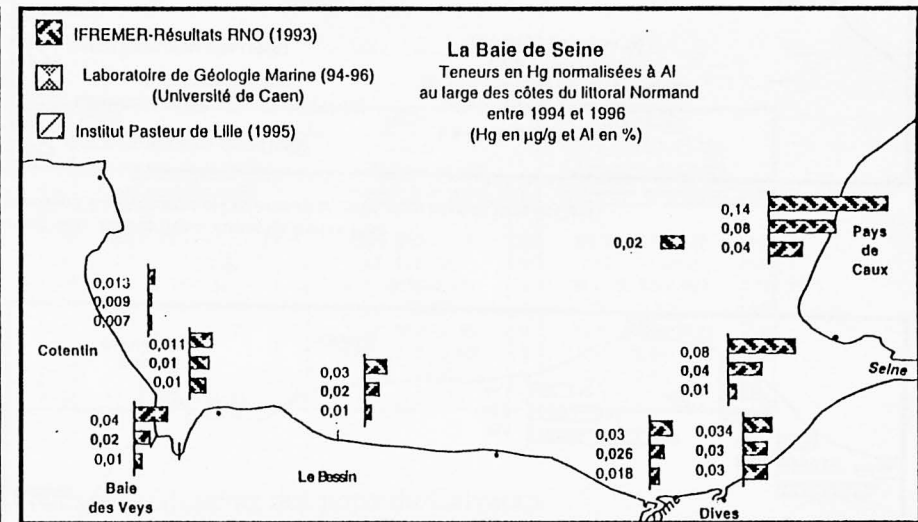 IFREMER-Résultats RNO (1993)
Laboratoire de Géologie Marine (94-96)
(Université de Caen)
Institut Pasteur de Lille (1995)
La Baie de Seine
Teneurs en Hg normalisées à Al
au large des côtes du littoral Normand
entre 1994 et 1996
(Hg en µg/g et Al en %)
0,14
0,08
0,04
0,02
Pays
de
Caux
0,013
0,009
0,007
Cotentin
0,011
0,01
0,01
0,03
0,02
0,01
0,08
0,04
0,01
Seine
0,04
0,02
0,01
0,03
0,026
0,018
0,034
0,03
0,03
Baie
des Veys
Le Bessin
Orne
Dives